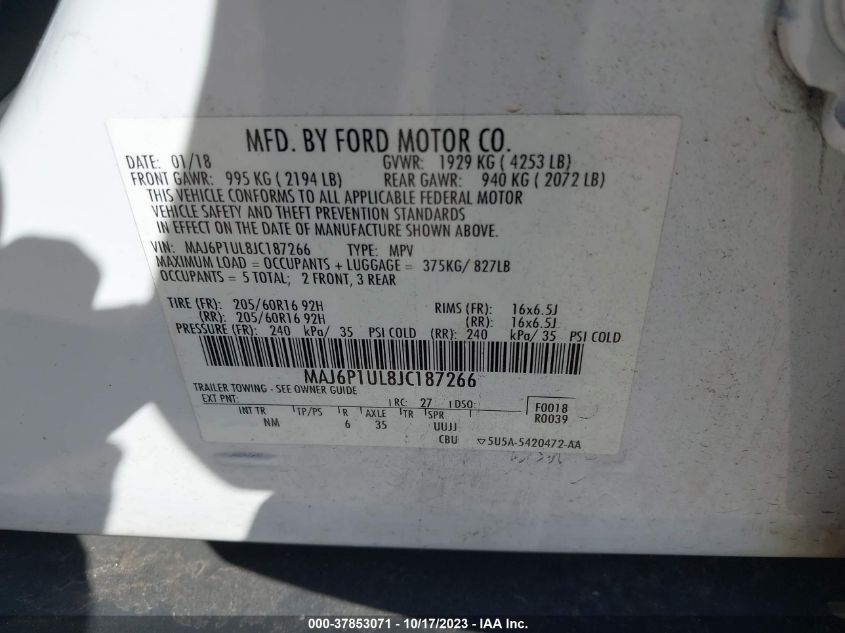 MFD. BY FORD MOTOR CO.
DATE: 01/18 GVWR: 1929 KG ( 4253 LB)
FRONT GAWR: 995 KG ( 2194 LB) REAR GAWR: 940 KG ( 2072 LB)
THIS VEHICLE CONFORMS TO ALL APPLICABLE FEDERAL MOTOR
VEHICLE SAFETY AND THEFT PREVENTION STANDARDS
IN EFFECT ON THE DATE OF MANUFACTURE SHOWN ABOVE.
VIN: MAJ6P1UL8JC187266 TYPE: MPV
MAXIMUM LOAD = OCCUPANTS + LUGGAGE = 375KG/ 827LB
OCCUPANTS = 5 TOTAL; 2 FRONT, 3 REAR
TIRE (FR): 205/60R16 92H RIMS (FR): 16x6.5J
(RR): 205/60R16 92H (RR): 16x6.5J
PRESSURE (FR): 240 kPa/ 35 PSI COLD (RR): 240 kPa/ 35 PSI COLD
MAJ6P1UL8JC187266
TRAILER TOWING - SEE OWNER GUIDE
EXT PNT: RC: 27 DSO: F0018
INT TR TP/PS R AXLE TR SPR R0039
NM 6 35 UUJJ
CBU 5U5A-5420472-AA
000-37853071 - 10/17/2023 - IAA Inc.